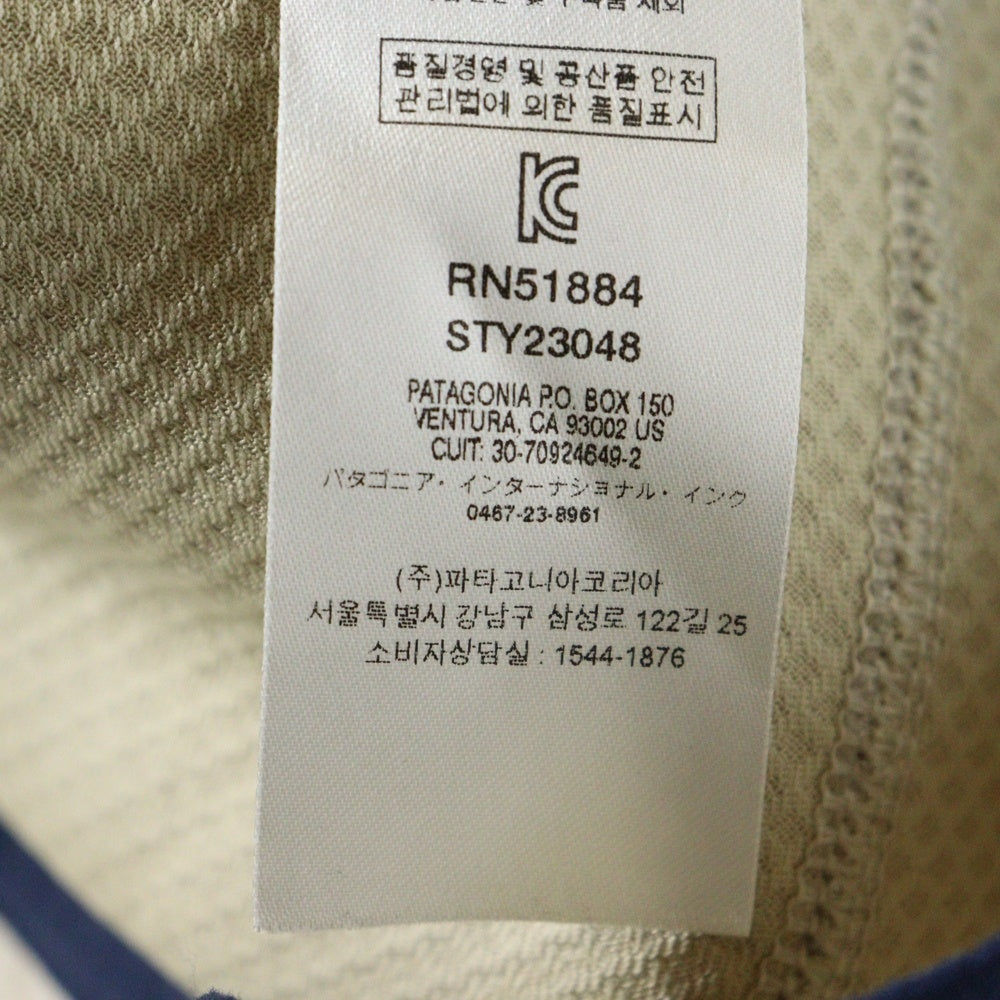 품질경영 및 공산품 안전
관리법에 의한 품질표시
KC
RN51884
STY23048
PATAGONIA P.O. BOX 150
VENTURA, CA 93002 US
CUIT: 30-70924649-2
パタゴニア・インターナショナル・インク
0467-23-8961
(주)파타고니아코리아
서울특별시 강남구 삼성로 122길 25
소비자상담실 : 1544-1876